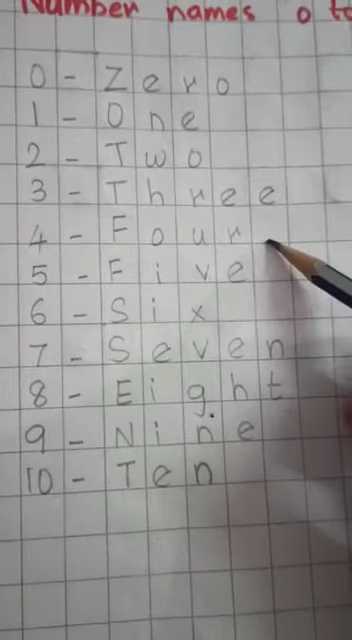 Number names 0 to
0 - Zero
1 - One
2 - Two
3 - Three
4 - Four
5 - Five
6 - Six
7 - Seven
8 - Eight
9 - Nine
10 - Ten